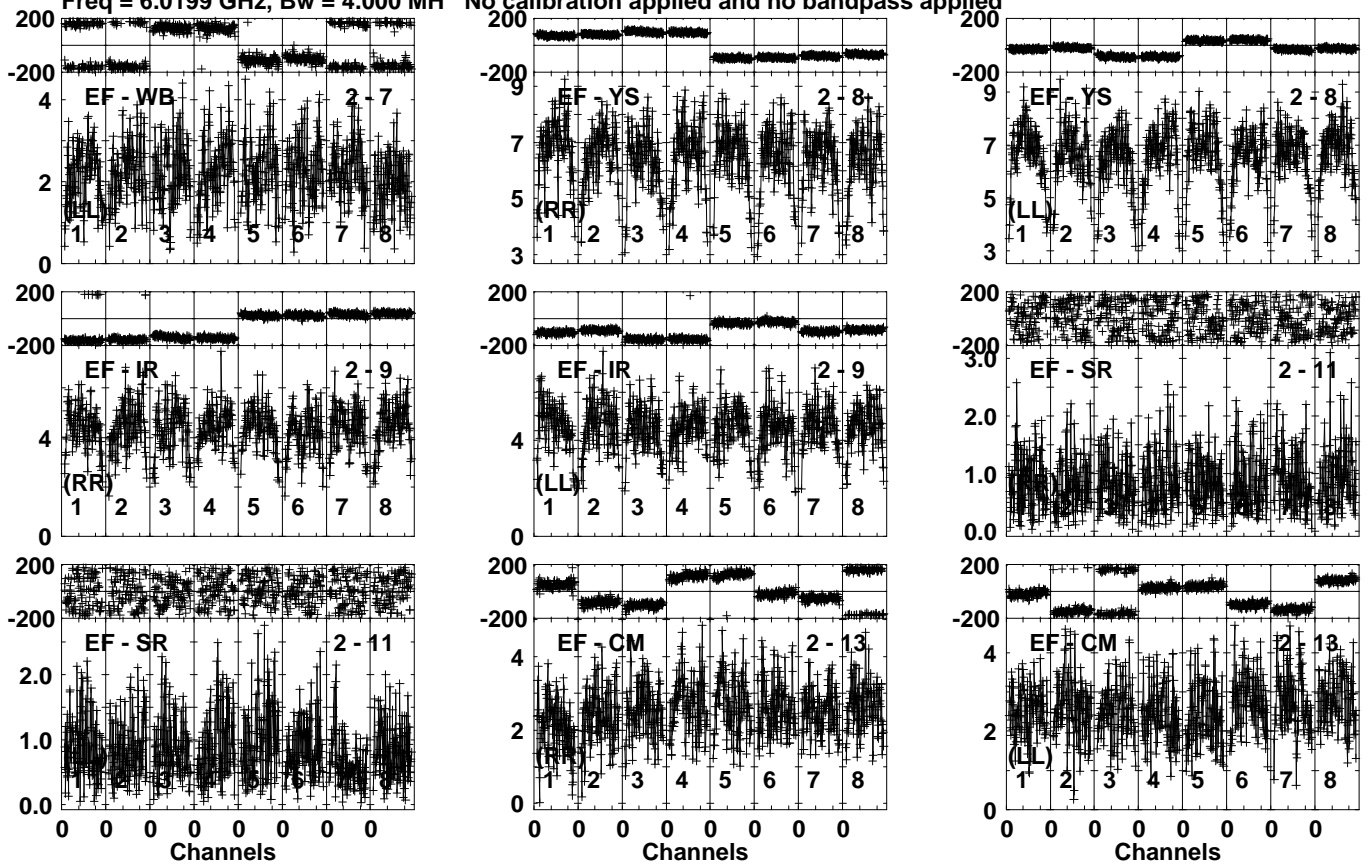 Freq = 6.0199 GHz, Bw = 4.000 MH No calibration applied and no bandpass applied
200
-200
EF - WB 2 - 7
4
2
0
(LL)
1 2 3 4 5 6 7 8
200
-200
EF - YS 2 - 8
9
7
5
3
(RR)
1 2 3 4 5 6 7 8
200
-200
EF - YS 2 - 8
9
7
5
3
(LL)
1 2 3 4 5 6 7 8
200
-200
EF - IR 2 - 9
4
0
(RR)
1 2 3 4 5 6 7 8
200
-200
EF - IR 2 - 9
4
0
(LL)
1 2 3 4 5 6 7 8
200
-200
EF - SR 2 - 11
3.0
2.0
1.0
0.0
200
-200
EF - SR 2 - 11
2.0
1.0
0.0
200
-200
EF - CM 2 - 13
4
2
0
(RR)
1 2 3 4 5 6 7 8
200
-200
EF - CM 2 - 13
4
2
0
(LL)
1 2 3 4 5 6 7 8
0 0 0 0 0 0 0 0
Channels
0 0 0 0 0 0 0 0
Channels
0 0 0 0 0 0 0 0
Channels